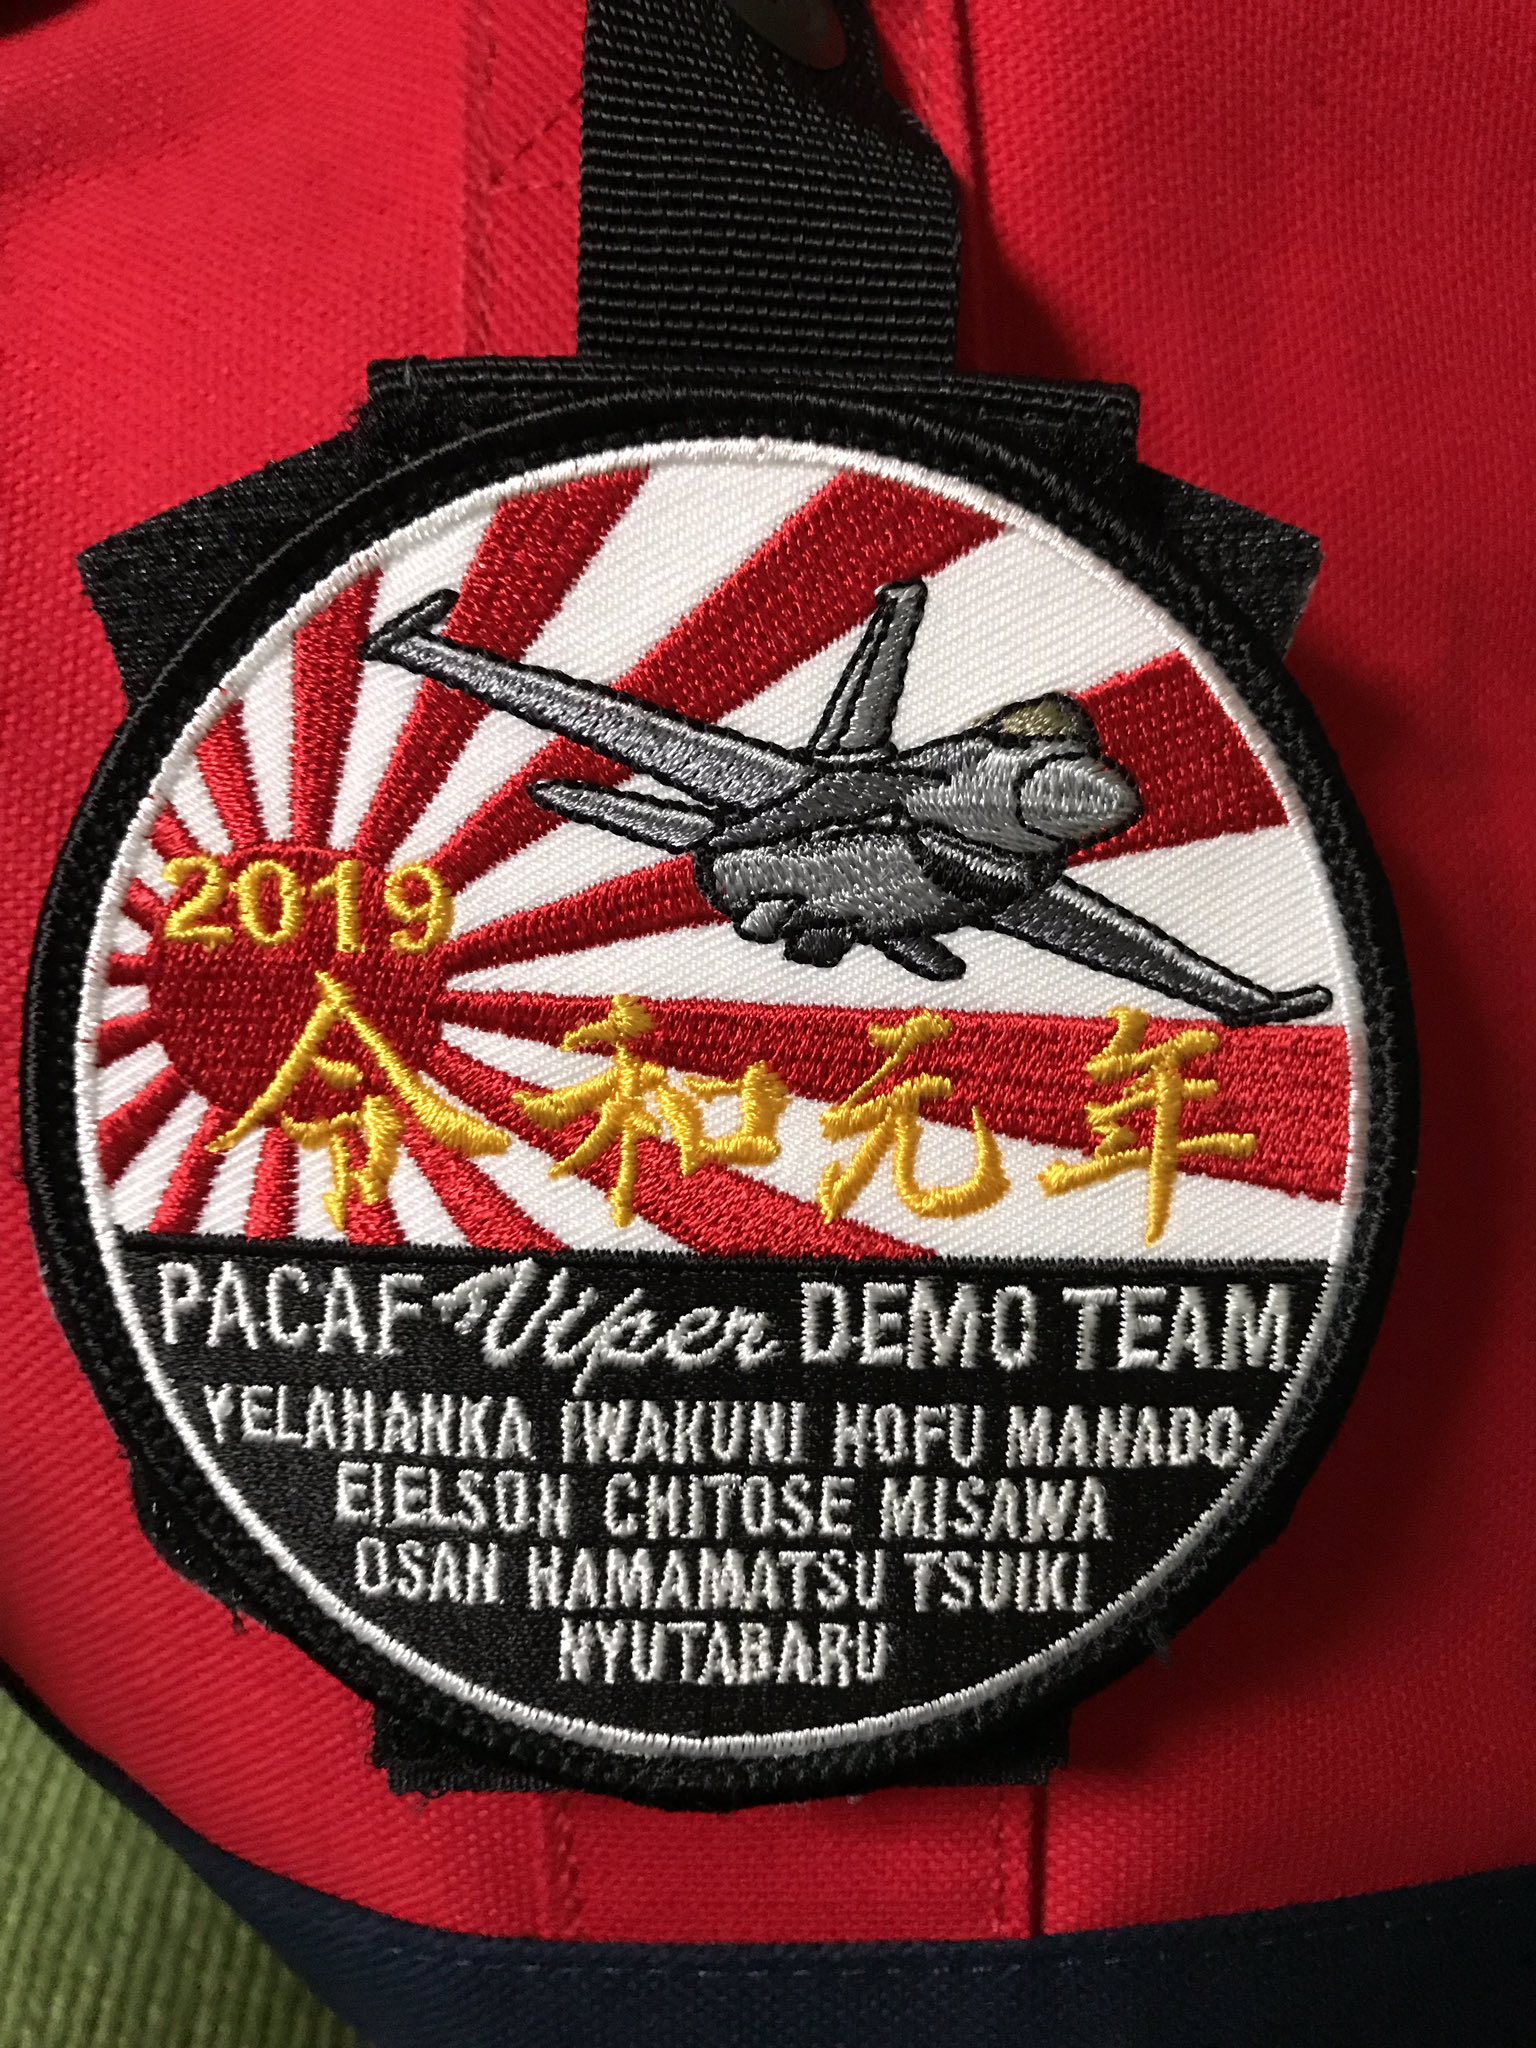 2019
令和元年
PACAF Viper DEMO TEAM
YELAHANKA IWAKUNI HOFU MANADO
EIELSON CHITOSE MISAWA
OSAN HAMAMATSU TSUIKI
NYUTABARU